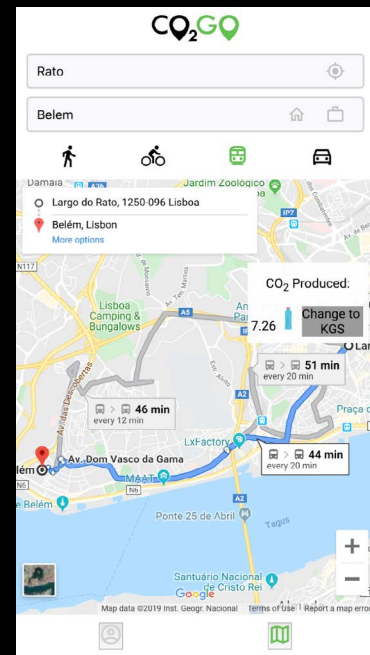 CO2GO
Rato
Belem
Damaia
Jardim Zoológico
IP7
Largo do Rato, 1250-096 Lisboa
Belém, Lisbon
More options
N117
CO2 Produced:
7.26
Change to
KGS
Lisboa
Camping &
Bungalows
A5
Av. das Descobertas
51 min
every 20 min
A2
46 min
every 12 min
Praça d
LxFactory
44 min
every 20 min
lém
Av. Dom Vasco da Gama
MAAT
N6
N6
e Belém
A2
Ponte 25 de Abril
Tagus
+
−
Santuário Nacional
de Cristo Rei
Google
Map data ©2019 Inst. Geogr. Nacional
Terms of Use
Report a map error